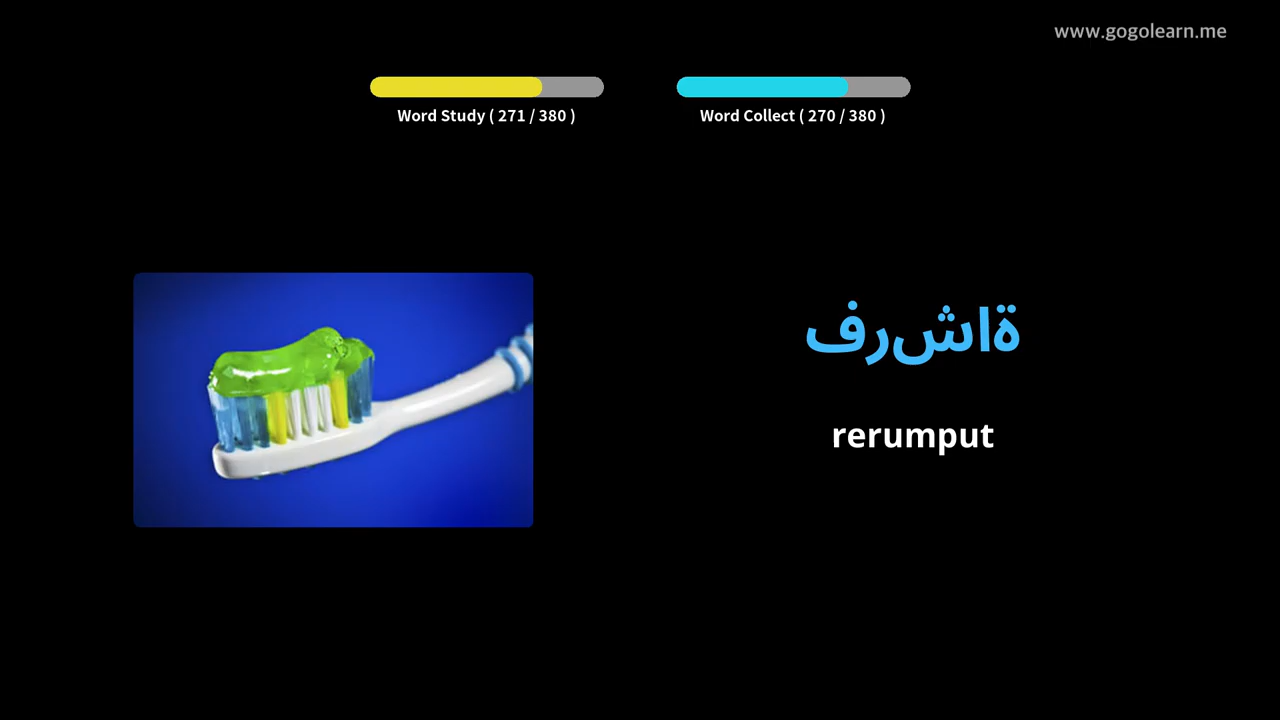 www.gogolearn.me
Word Study ( 271 / 380 )
Word Collect ( 270 / 380 )
ةاشرف
rerumput